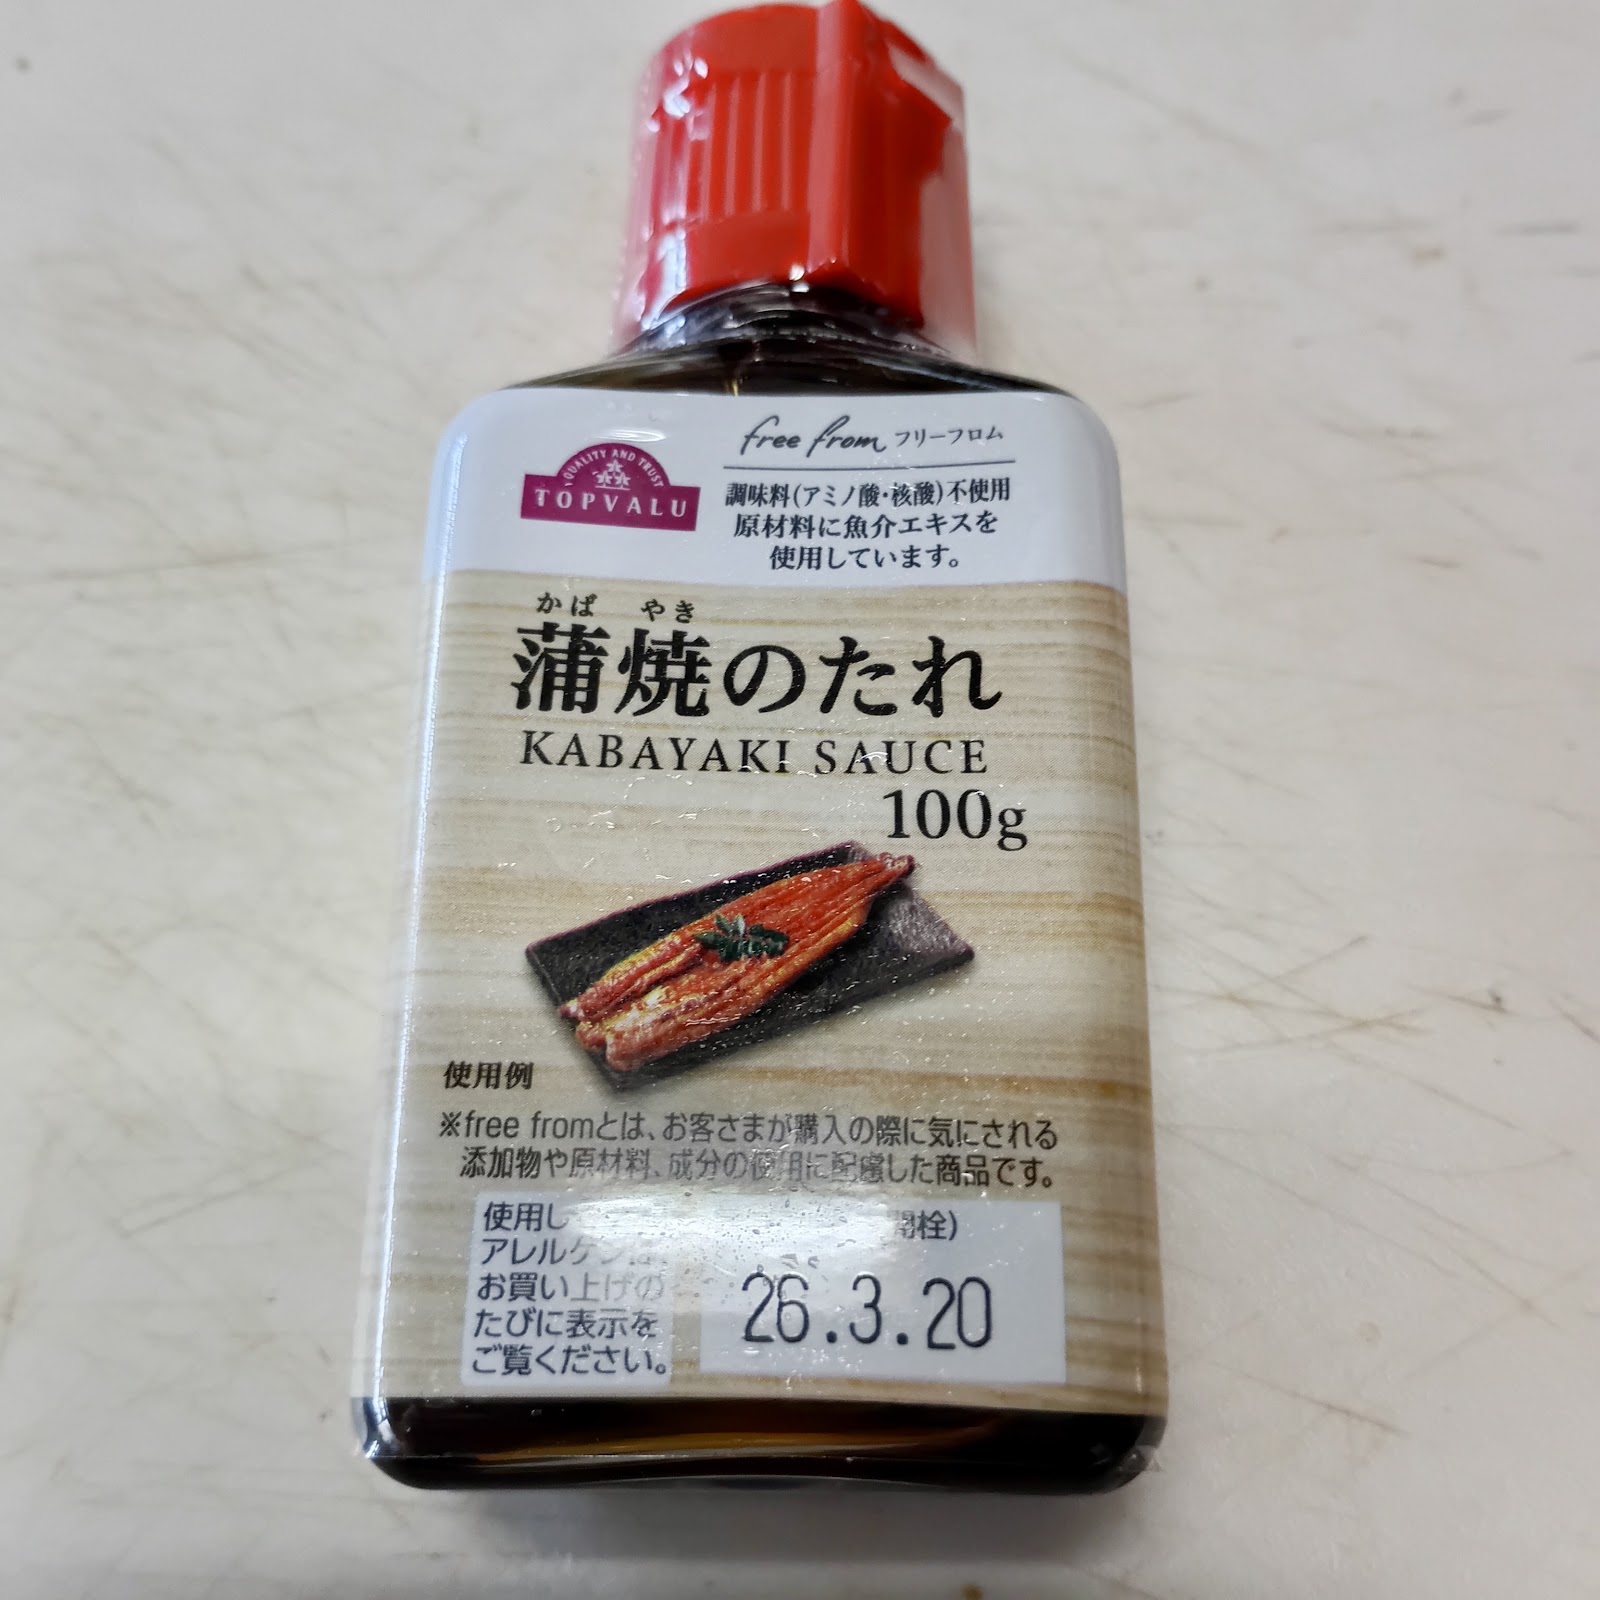 free from フリーフロム
QUALITY AND TRUST
TOPVALU
調味料(アミノ酸・核酸)不使用
原材料に魚介エキスを
使用しています。
かば やき
蒲焼のたれ
KABAYAKI SAUCE
100g
使用例
※free fromとは、お客さまが購入の際に気にされる
添加物や原材料、成分の使用に配慮した商品です。
使用し
アレルゲンは
お買い上げの
たびに表示を
ご覧ください。
開栓)
26.3.20